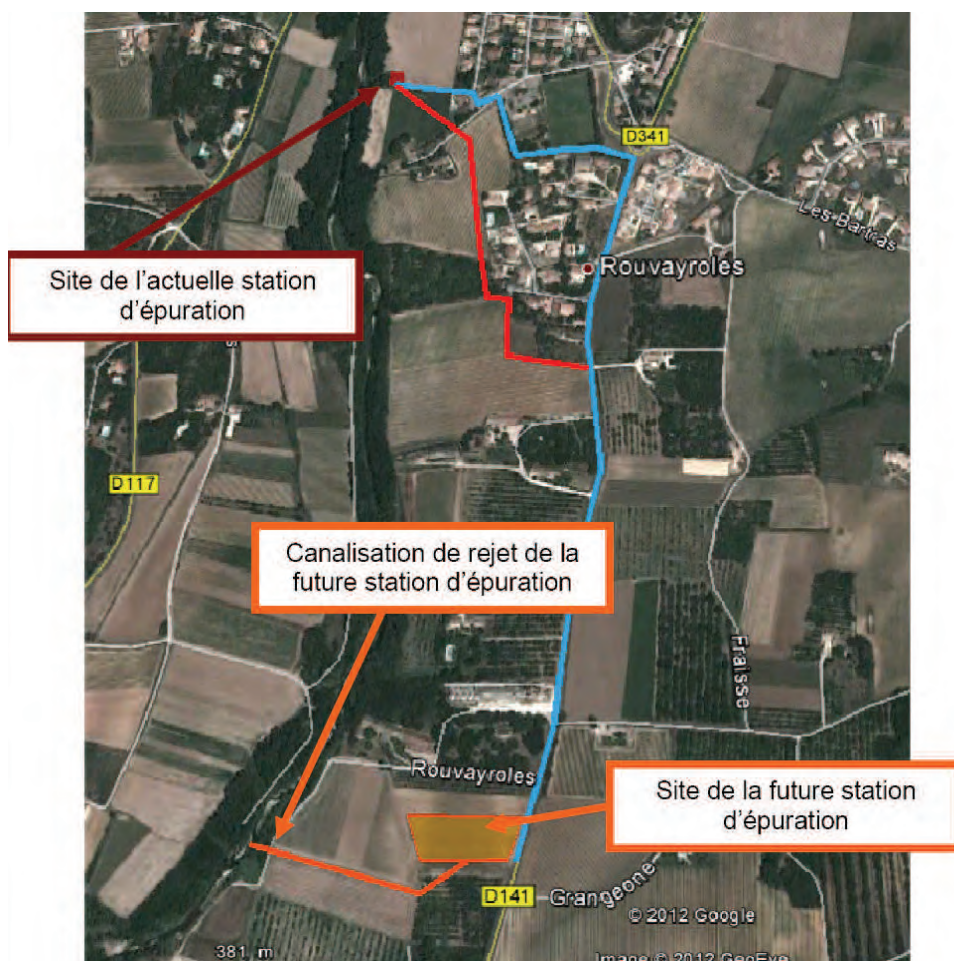 D341
Les Bartras
Site de l'actuelle station
d'épuration
Rouvayroles
D117
Canalisation de rejet de la
future station d'épuration
Fraisse
Rouvayroles
Site de la future station
d'épuration
D141
Grangeone
© 2012 Google
381 m
Image © 2012 GeoEye